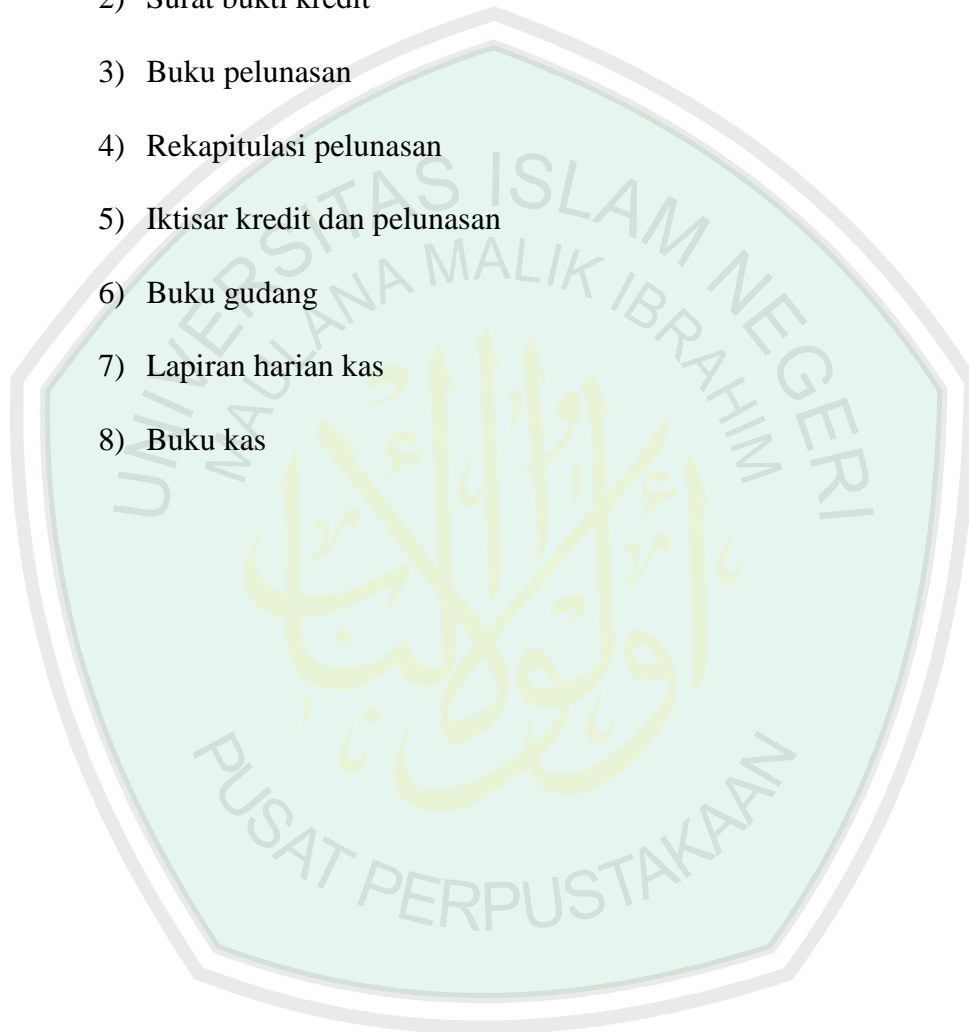 2) Surat bukti kredit
3) Buku pelunasan
4) Rekapitulasi pelunasan
5) Iktisar kredit dan pelunasan
6) Buku gudang
7) Lapiran harian kas
8) Buku kas
UNIVERSITAS ISLAM NEGERI
MAULANA MALIK IBRAHIM
PUSAT PERPUSTAKAAN